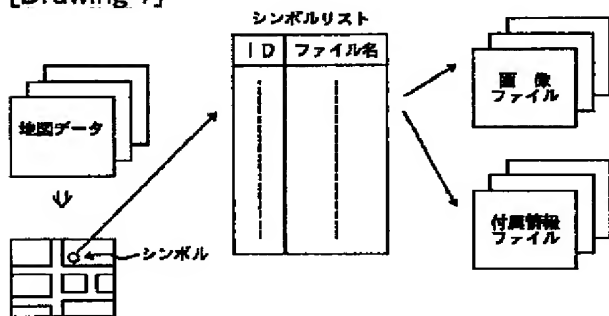 [Drawing 7]
シンボルリスト
ID ファイル名
地図データ
シンボル
画像
ファイル
付属情報
ファイル